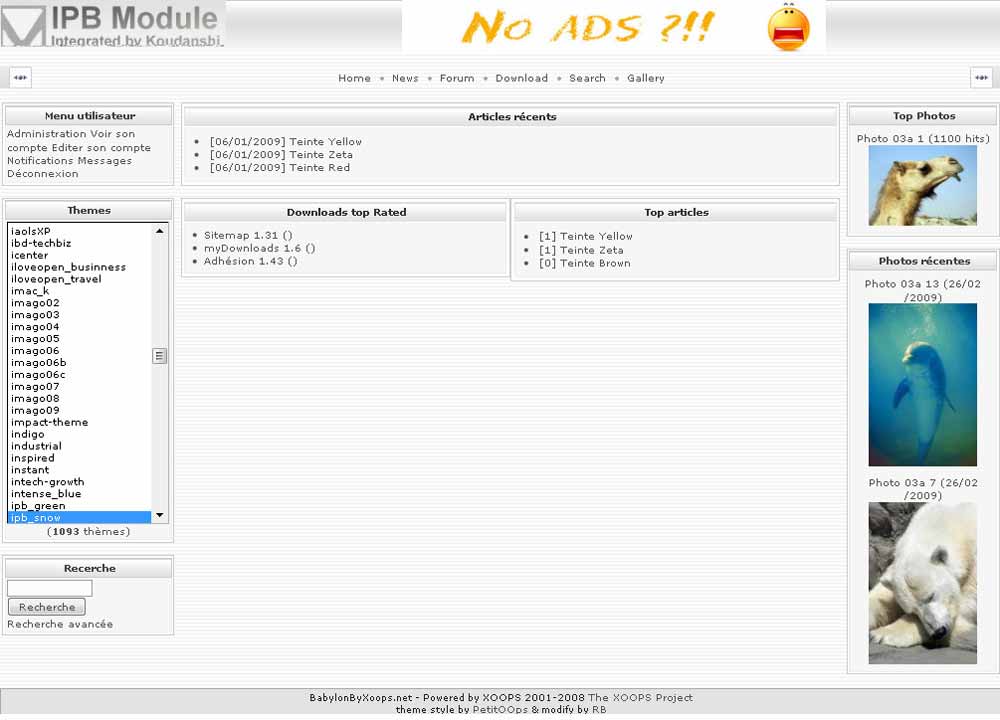 IPB Module
Integrated by Koudanshi
No ADS ?!!
Home • News • Forum • Download • Search • Gallery
Menu utilisateur
Administration Voir son
compte Editer son compte
Notifications Messages
Déconnexion
Themes
iaolsXP
ibd-techbiz
icenter
iloveopen_businness
iloveopen_travel
imac_k
imago02
imago03
imago04
imago05
imago06
imago06b
imago06c
imago07
imago08
imago09
impact-theme
indigo
industrial
inspired
instant
intech-growth
intense_blue
ipb_green
ipb_snow
(1093 thèmes)
Recerche
Recherche
Recherche avancée
Articles récents
• [06/01/2009] Teinte Yellow
• [06/01/2009] Teinte Zeta
• [06/01/2009] Teinte Red
Downloads top Rated
• Sitemap 1.31 ()
• myDownloads 1.6 ()
• Adhésion 1.43 ()
Top articles
• [1] Teinte Yellow
• [1] Teinte Zeta
• [0] Teinte Brown
Top Photos
Photo 03a 1 (1100 hits)
Photos récentes
Photo 03a 13 (26/02
/2009)
Photo 03a 7 (26/02
/2009)
BabylonByXoops.net - Powered by XOOPS 2001-2008 The XOOPS Project
theme style by PetitOOps & modify by RB